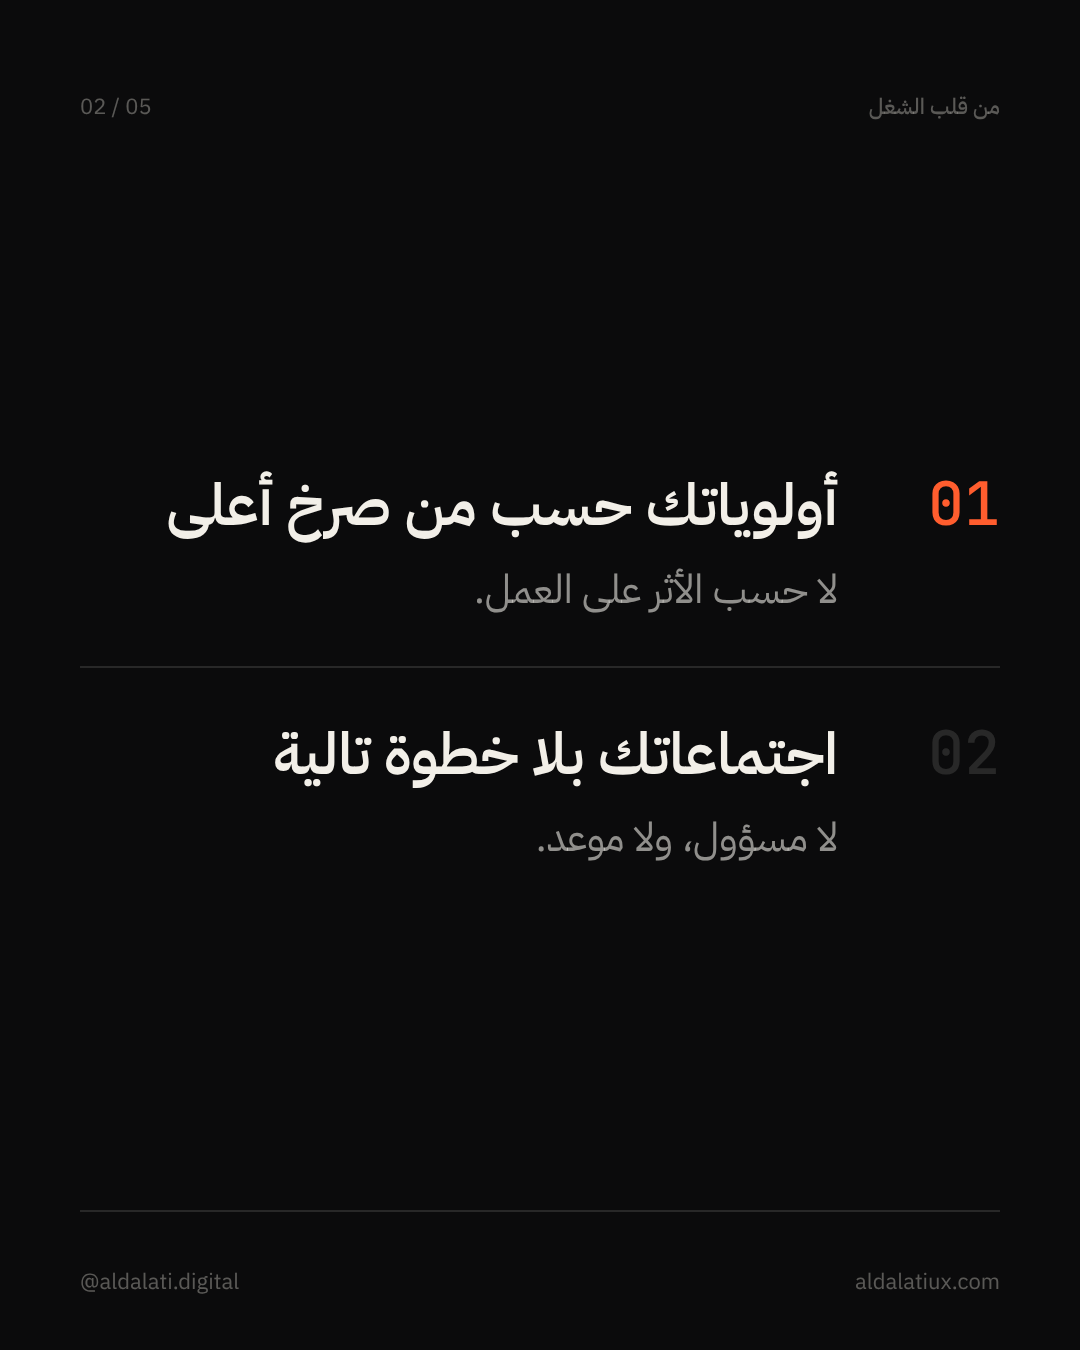 من قلب الشغل
02 / 05
01
أولوياتك حسب من صرخ أعلى
لا حسب الأثر على العمل.
02
اجتماعاتك بلا خطوة تالية
لا مسؤول، ولا موعد.
aldalatiux.com
@aldalati.digital